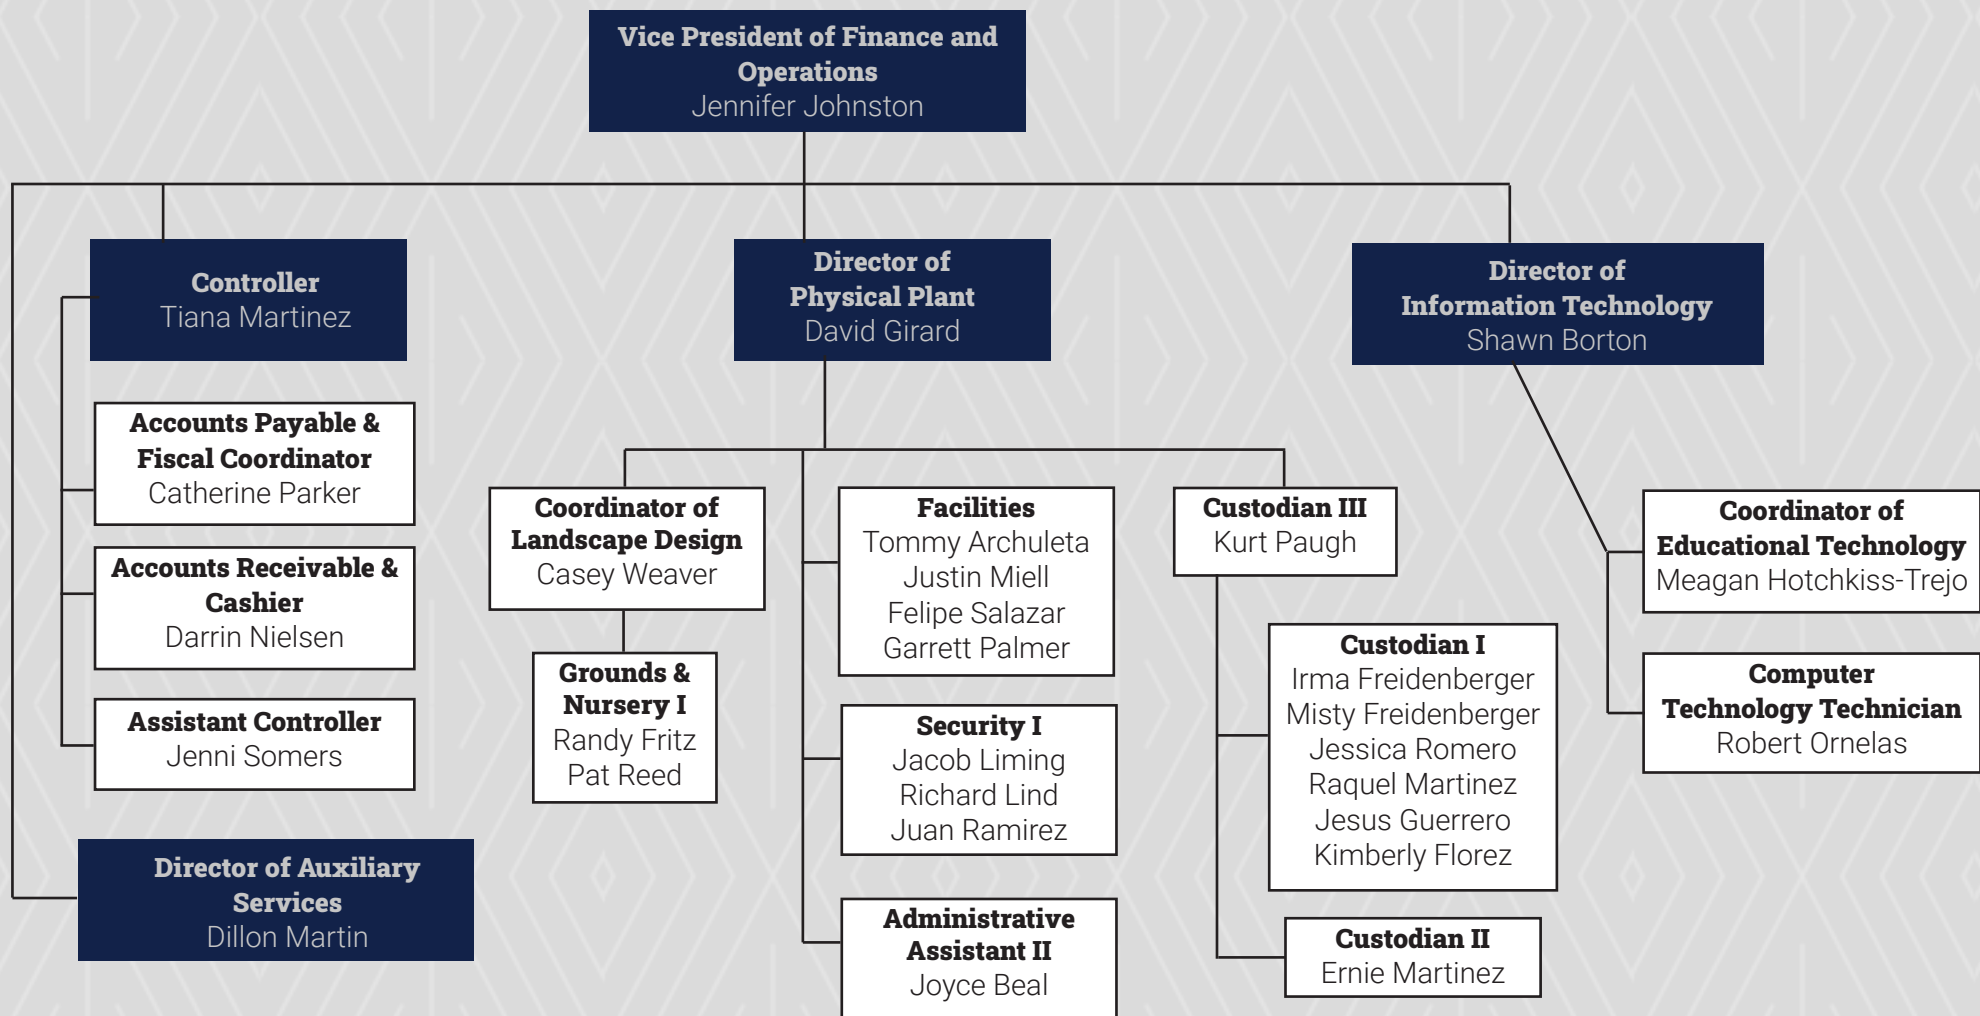 Vice President of Finance and
Operations
Jennifer Johnston
Controller
Tiana Martinez
Director of
Physical Plant
David Girard
Director of
Information Technology
Shawn Borton
Accounts Payable &
Fiscal Coordinator
Catherine Parker
Accounts Receivable &
Cashier
Darrin Nielsen
Assistant Controller
Jenni Somers
Director of Auxiliary
Services
Dillon Martin
Coordinator of
Landscape Design
Casey Weaver
Grounds &
Nursery I
Randy Fritz
Pat Reed
Facilities
Tommy Archuleta
Justin Miell
Felipe Salazar
Garrett Palmer
Security I
Jacob Liming
Richard Lind
Juan Ramirez
Administrative
Assistant II
Joyce Beal
Custodian III
Kurt Paugh
Custodian I
Irma Freidenberger
Misty Freidenberger
Jessica Romero
Raquel Martinez
Jesus Guerrero
Kimberly Florez
Custodian II
Ernie Martinez
Coordinator of
Educational Technology
Meagan Hotchkiss-Trejo
Computer
Technology Technician
Robert Ornelas